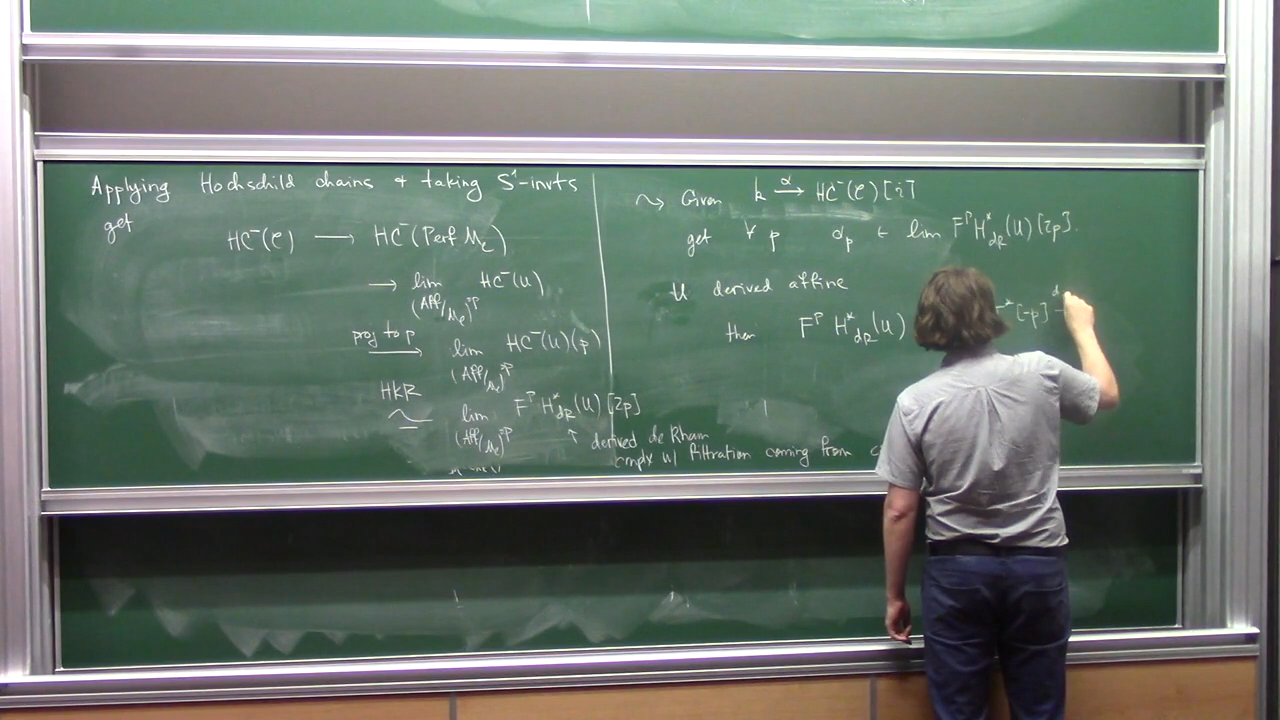 Applying Hochschild chains + taking S¹-invts
get
HC⁻(𝒞) ⟶ HC⁻(Perf M_𝒞)
⟶ lim HC⁻(U)
(Aff/M_𝒞)^op
proj to p ⟶ lim HC⁻(U)(p)
(Aff/M_𝒞)^op
HKR
≃ lim F^p H^*_dR(U)[2p]
(Aff/M_𝒞)^op
↑ derived de Rham
cmplx w/ filtration coming from
⇝ Given k ⟶^α HC⁻(𝒞)[i]
get ∀ p α_p ∈ lim F^p H^*_dR(U)[2p].
U derived affine
then F^p H^*_dR(U)
[-p]
d